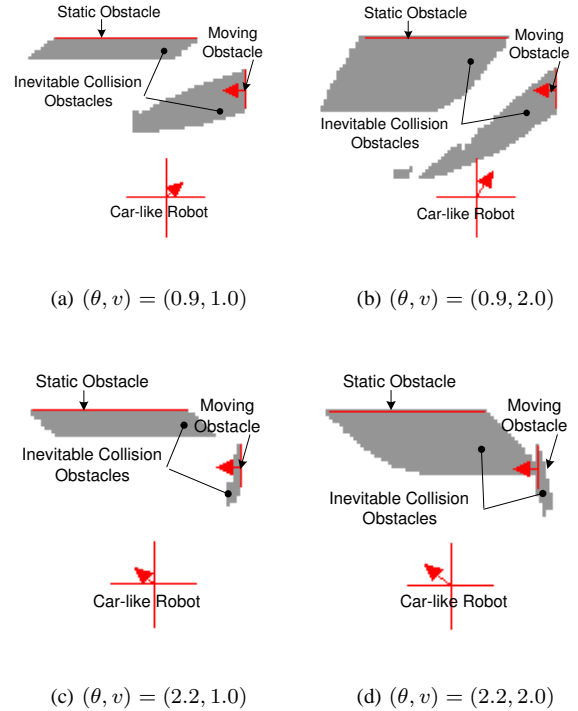 Static Obstacle
Moving
Obstacle
Inevitable Collision
Obstacles
Car-like Robot
(a) (θ, v) = (0.9, 1.0)
Static Obstacle
Moving
Obstacle
Inevitable Collision
Obstacles
Car-like Robot
(b) (θ, v) = (0.9, 2.0)
Static Obstacle
Moving
Obstacle
Inevitable Collision
Obstacles
Car-like Robot
(c) (θ, v) = (2.2, 1.0)
Static Obstacle
Moving
Obstacle
Inevitable Collision
Obstacles
Car-like Robot
(d) (θ, v) = (2.2, 2.0)